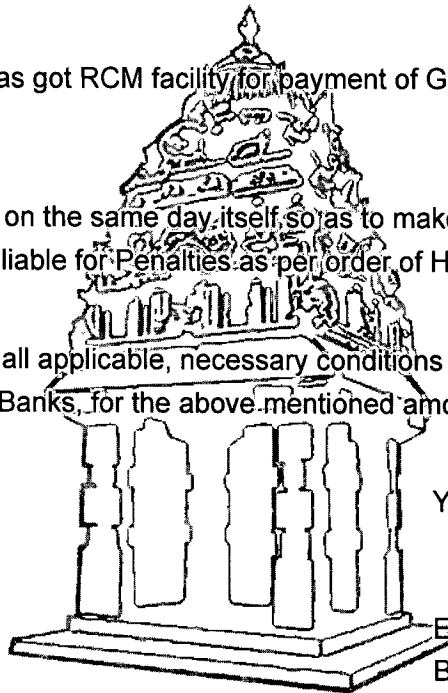 as got RCM facility for payment of G
on the same day itself so as to make
liable for Penalties as per order of H
all applicable, necessary conditions
Banks, for the above mentioned amo
Y
E
B